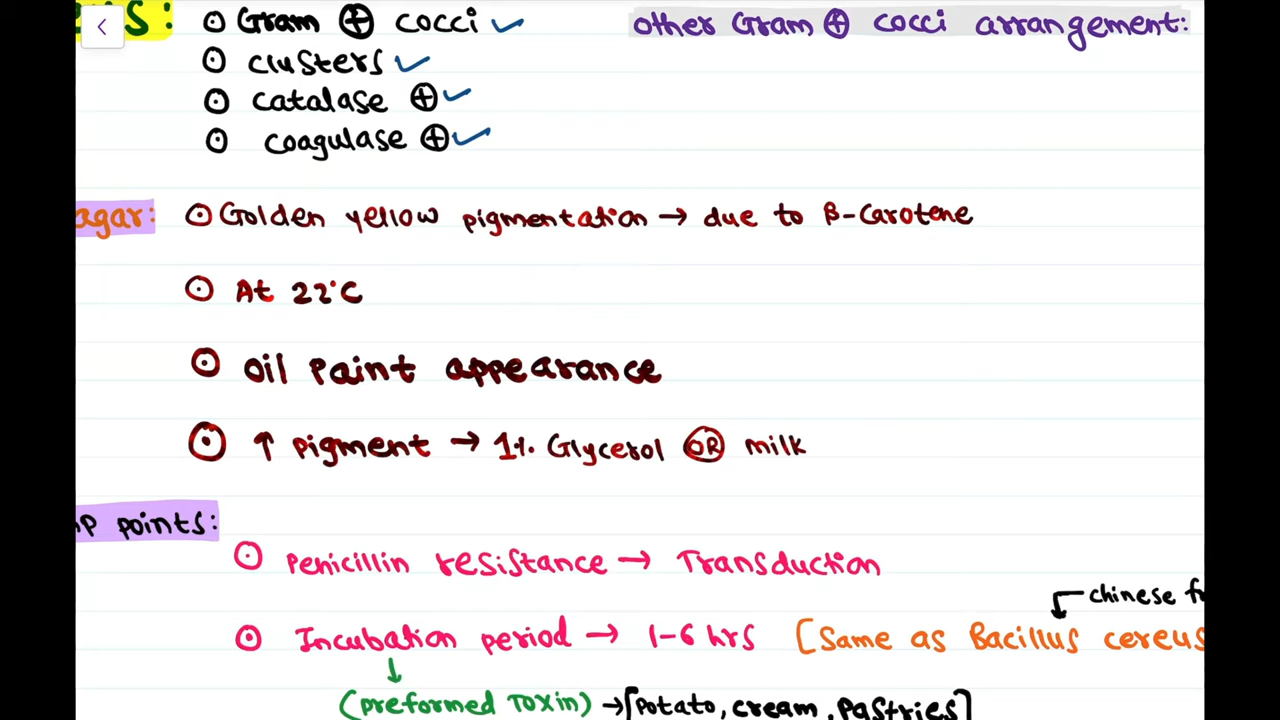 ⊙ Gram ⊕ cocci ✓
other Gram ⊕ cocci arrangement:
⊙ clusters ✓
⊙ catalase ⊕ ✓
⊙ coagulase ⊕ ✓
agar: ⊙ Golden yellow pigmentation → due to β-Carotene
⊙ At 22°C
⊙ Oil Paint appearance
⊙ ↑ pigment → 1% Glycerol OR milk
points:
⊙ Penicillin resistance → Transduction
chinese
⊙ Incubation period → 1-6 hrs [Same as Bacillus cereus
(preformed Toxin) → [potato, cream, pastries]